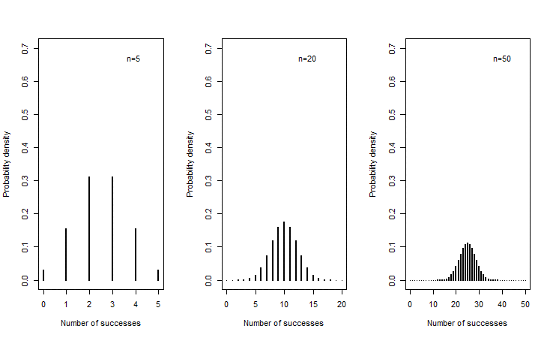 n=5
0.7
0.6
0.5
0.4
0.3
0.2
0.1
0.0
Probability density
0 1 2 3 4 5
Number of successes
n=20
0.7
0.6
0.5
0.4
0.3
0.2
0.1
0.0
Probability density
0 5 10 15 20
Number of successes
n=50
0.7
0.6
0.5
0.4
0.3
0.2
0.1
0.0
Probability density
0 10 20 30 40 50
Number of successes